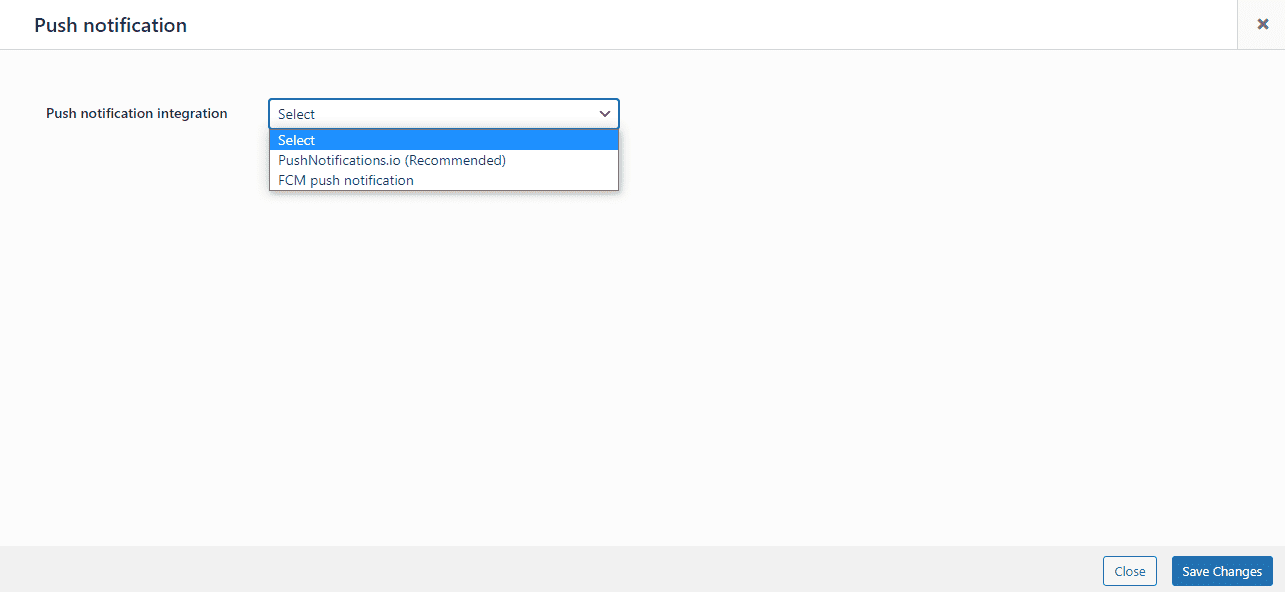 Push notification
Push notification integration
Select
Select
PushNotifications.io (Recommended)
FCM push notification
Close
Save Changes